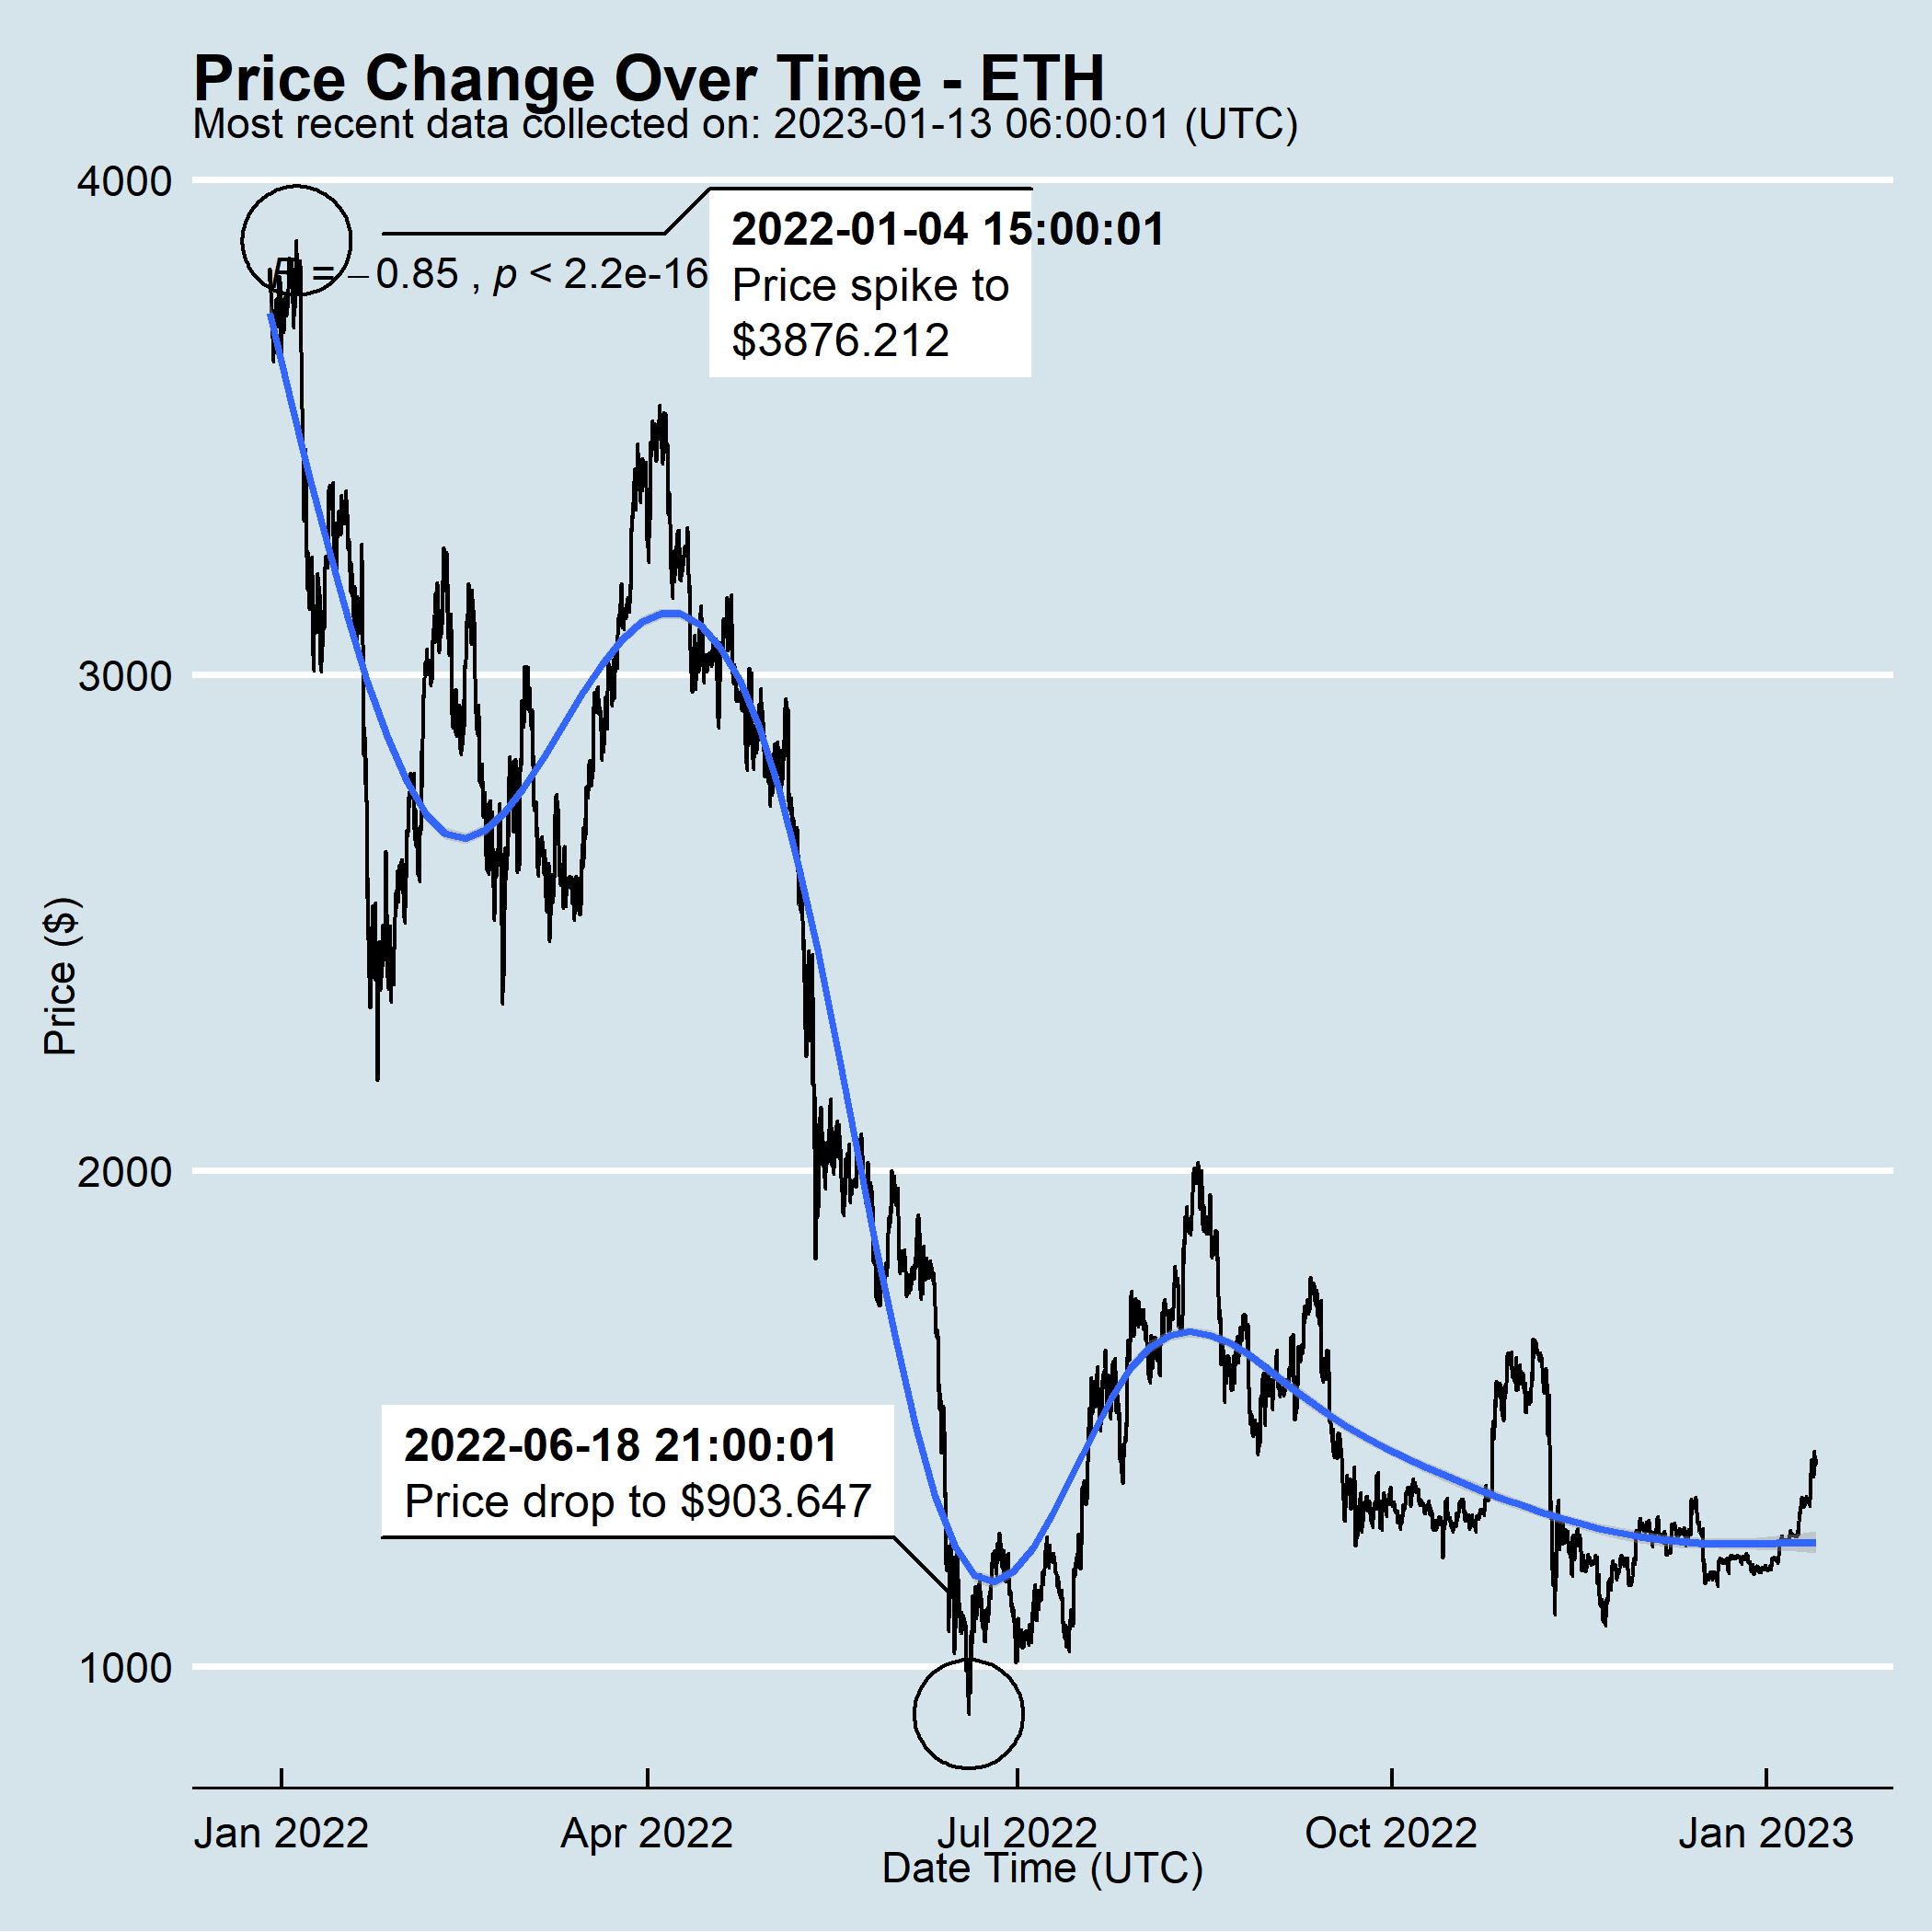 Price Change Over Time - ETH
Most recent data collected on: 2023-01-13 06:00:01 (UTC)
4000
2022-01-04 15:00:01
Price spike to
$3876.212
= −0.85 , p < 2.2e-16
3000
Price ($)
2000
2022-06-18 21:00:01
Price drop to $903.647
1000
Jan 2022
Apr 2022
Jul 2022
Oct 2022
Jan 2023
Date Time (UTC)